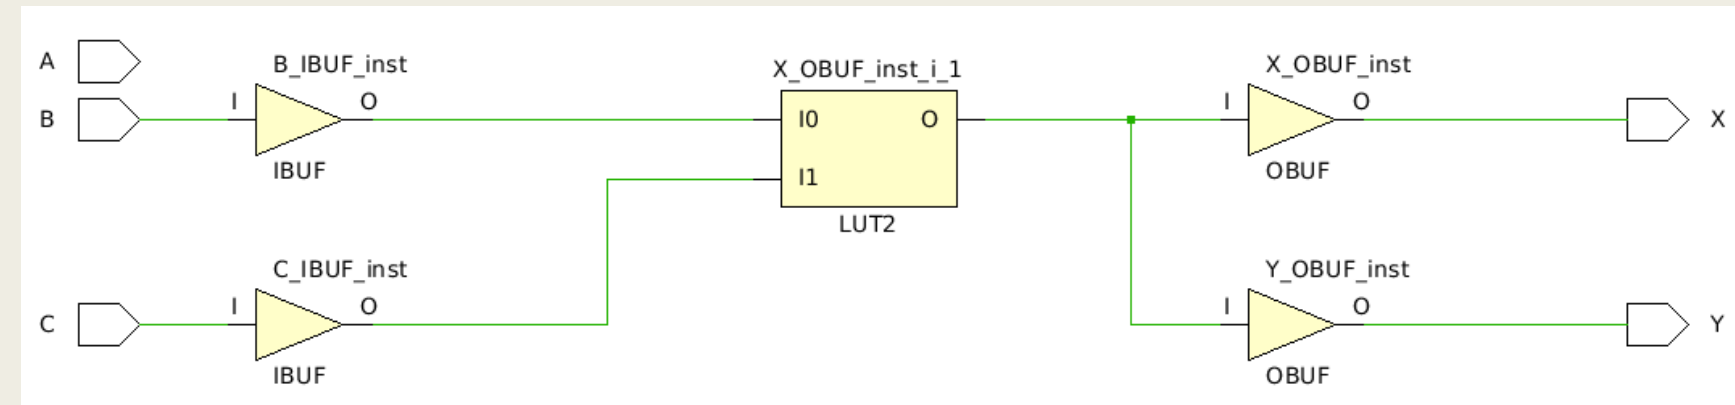 A
B_IBUF_inst
X_OBUF_inst_i_1
X_OBUF_inst
B
I
O
I0
O
I
O
X
IBUF
I1
OBUF
LUT2
C_IBUF_inst
Y_OBUF_inst
C
I
O
I
O
Y
IBUF
OBUF